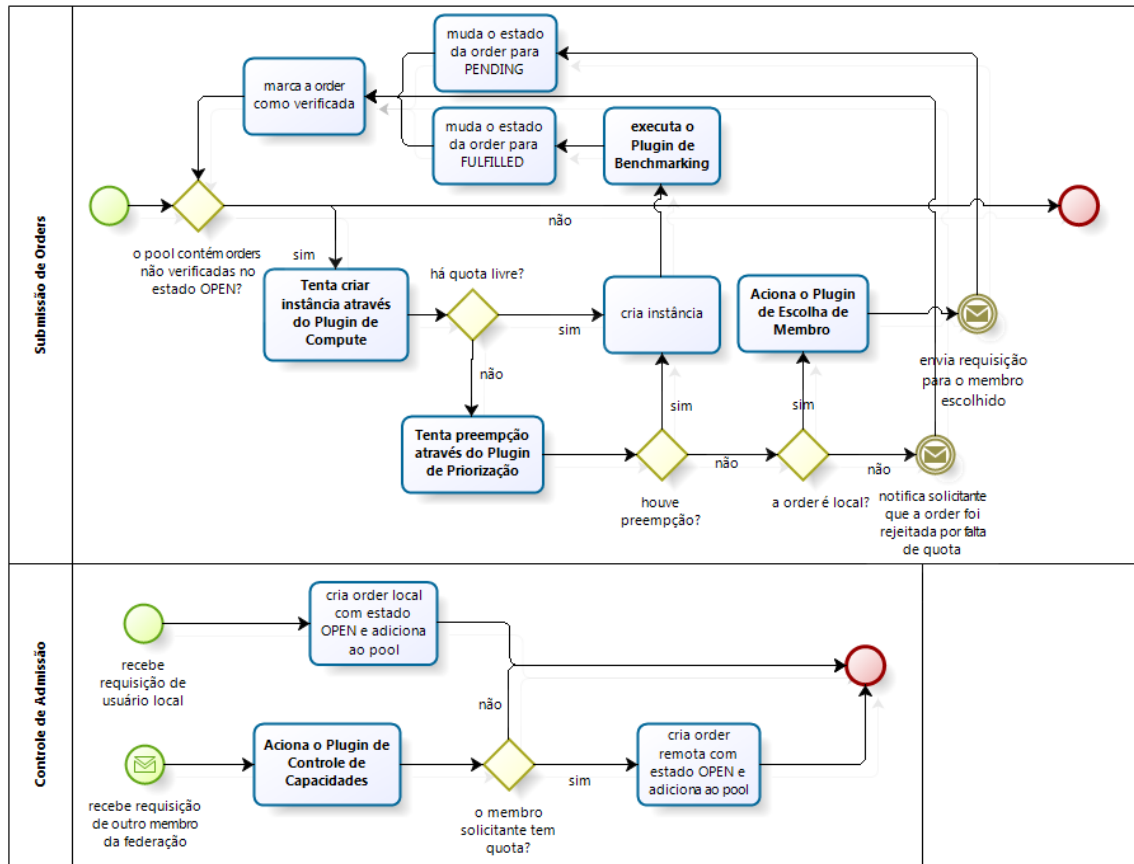 Submissão de Orders
muda o estado
da order para
PENDING
marca a order
como verificada
muda o estado
da order para
FULFILLED
executa o
Plugin de
Benchmarking
não
o pool contém orders
não verificadas no
estado OPEN?
sim
Tenta criar
instância através
do Plugin de
Compute
há quota livre?
sim
cria instância
Aciona o Plugin
de Escolha de
Membro
envia requisição
para o membro
escolhido
não
sim
sim
Tenta preempção
através do Plugin
de Priorização
houve
preempção?
não
a order é local?
não
notifica solicitante
que a order foi
rejeitada por falta
de quota
Controle de Admissão
recebe
requisição de
usuário local
cria order local
com estado
OPEN e adiciona
ao pool
não
recebe requisição
de outro membro
da federação
Aciona o Plugin de
Controle de
Capacidades
o membro
solicitante tem
quota?
sim
cria order
remota com
estado OPEN e
adiciona ao pool